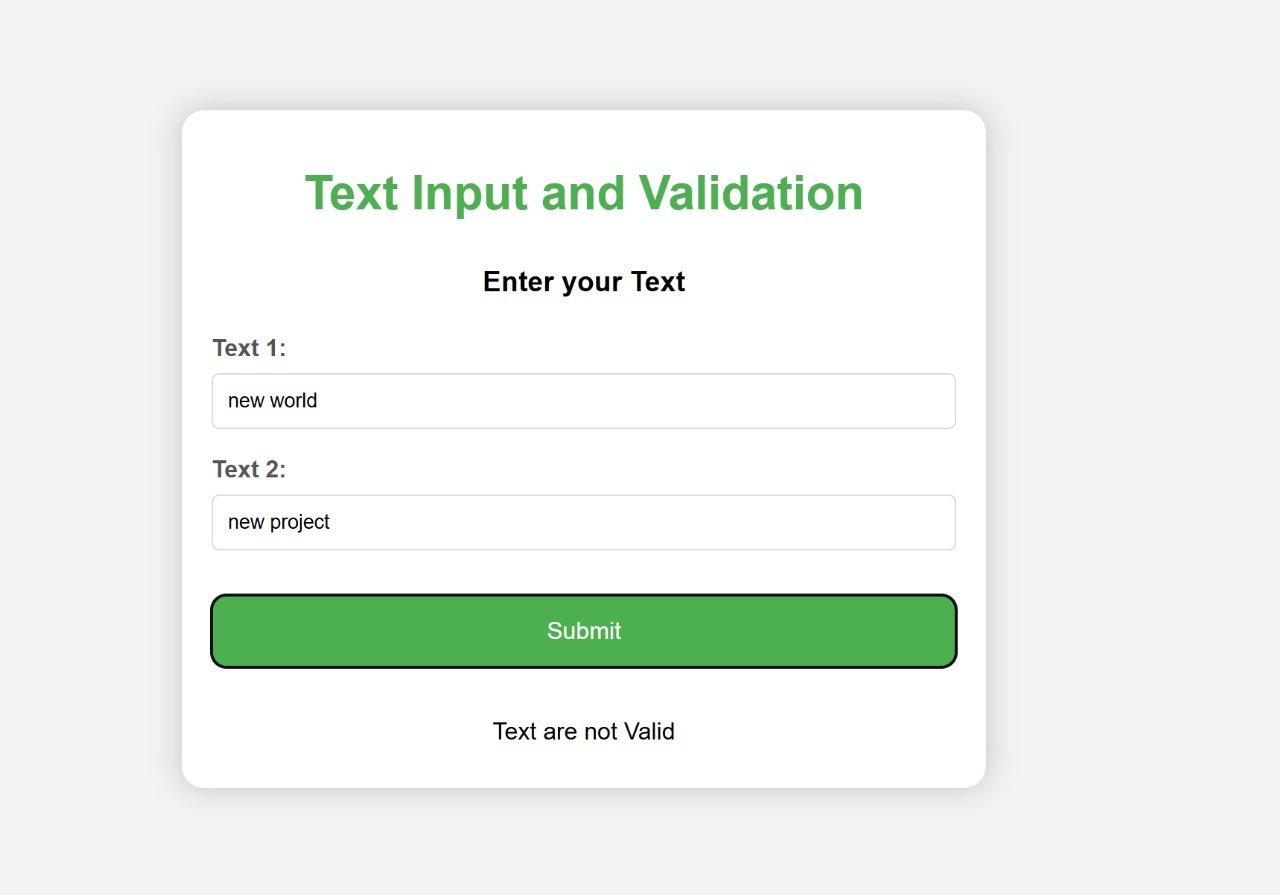 Text Input and Validation
Enter your Text
Text 1:
new world
Text 2:
new project
Submit
Text are not Valid